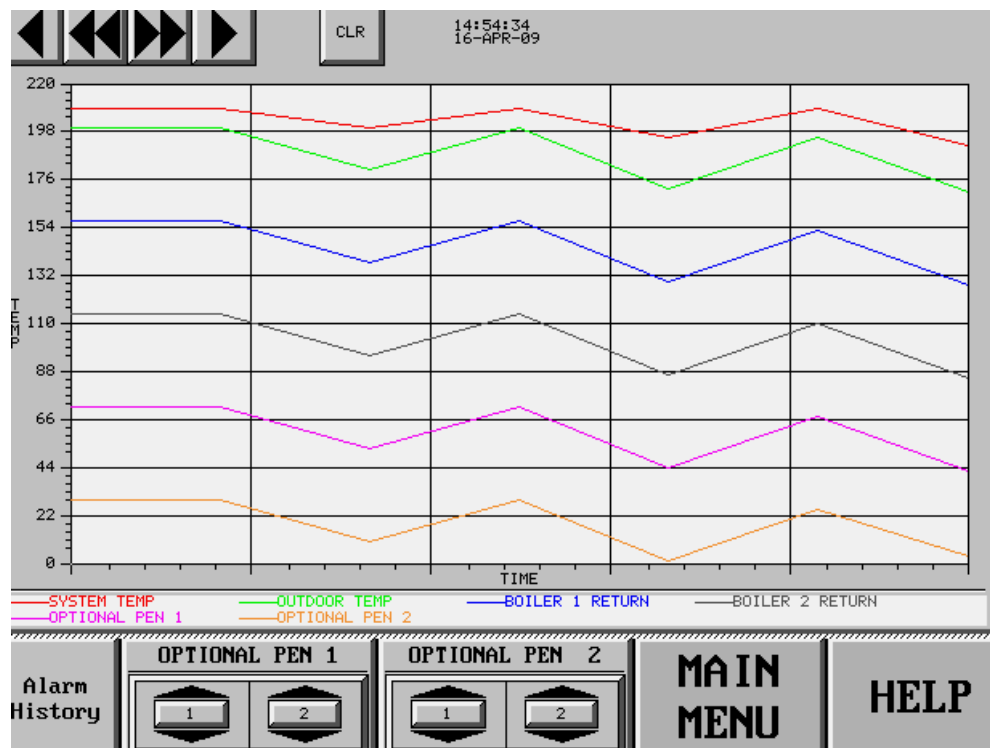 CLR
14:54:34
16-APR-09
220
198
176
154
132
110
88
66
44
22
0
TEMP
TIME
SYSTEM TEMP OUTDOOR TEMP BOILER 1 RETURN BOILER 2 RETURN
OPTIONAL PEN 1 OPTIONAL PEN 2
Alarm
History
OPTIONAL PEN 1
1 2
OPTIONAL PEN 2
1 2
MAIN
MENU
HELP